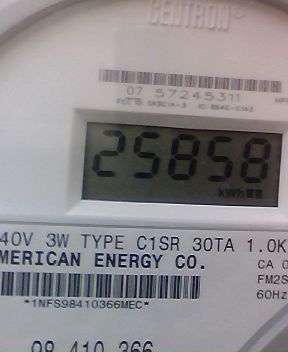 CENTRON®
07 57245311
25858
kWh
40V 3W TYPE C1SR 30TA 1.0K
MERICAN ENERGY CO.
CA 0
FM2S
*1NFS98410366MEC*
60Hz
98 410 366